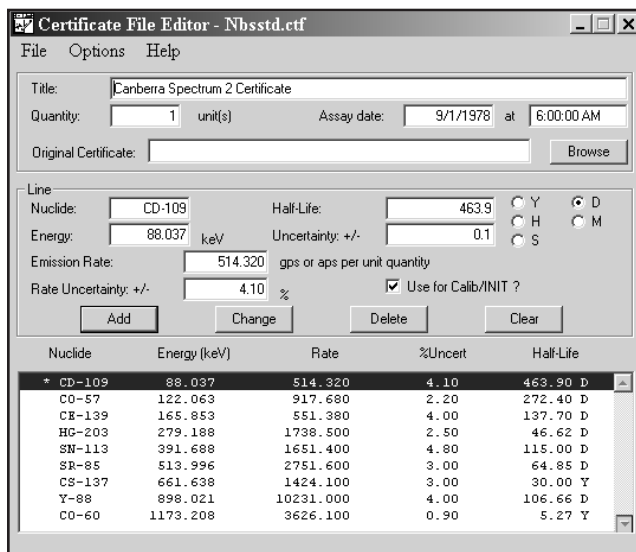 Certificate File Editor - Nbsstd.ctf
File Options Help
Title: Canberra Spectrum 2 Certificate
Quantity: 1 unit(s) Assay date: 9/1/1978 at 6:00:00 AM
Original Certificate: Browse
Line
Nuclide: CD-109 Half-Life: 463.9 Y D
H M
Energy: 88.037 keV Uncertainty: +/- 0.1 S
Emission Rate: 514.320 gps or aps per unit quantity
Rate Uncertainty: +/- 4.10 % Use for Calib/INIT ?
Add Change Delete Clear
Nuclide Energy (keV) Rate %Uncert Half-Life
* CD-109 88.037 514.320 4.10 463.90 D
CO-57 122.063 917.680 2.20 272.40 D
CE-139 165.853 551.380 4.00 137.70 D
HG-203 279.188 1738.500 2.50 46.62 D
SN-113 391.688 1651.400 4.80 115.00 D
SR-85 513.996 2751.600 3.00 64.85 D
CS-137 661.638 1424.100 3.00 30.00 Y
Y-88 898.021 10231.000 4.00 106.66 D
CO-60 1173.208 3626.100 0.90 5.27 Y